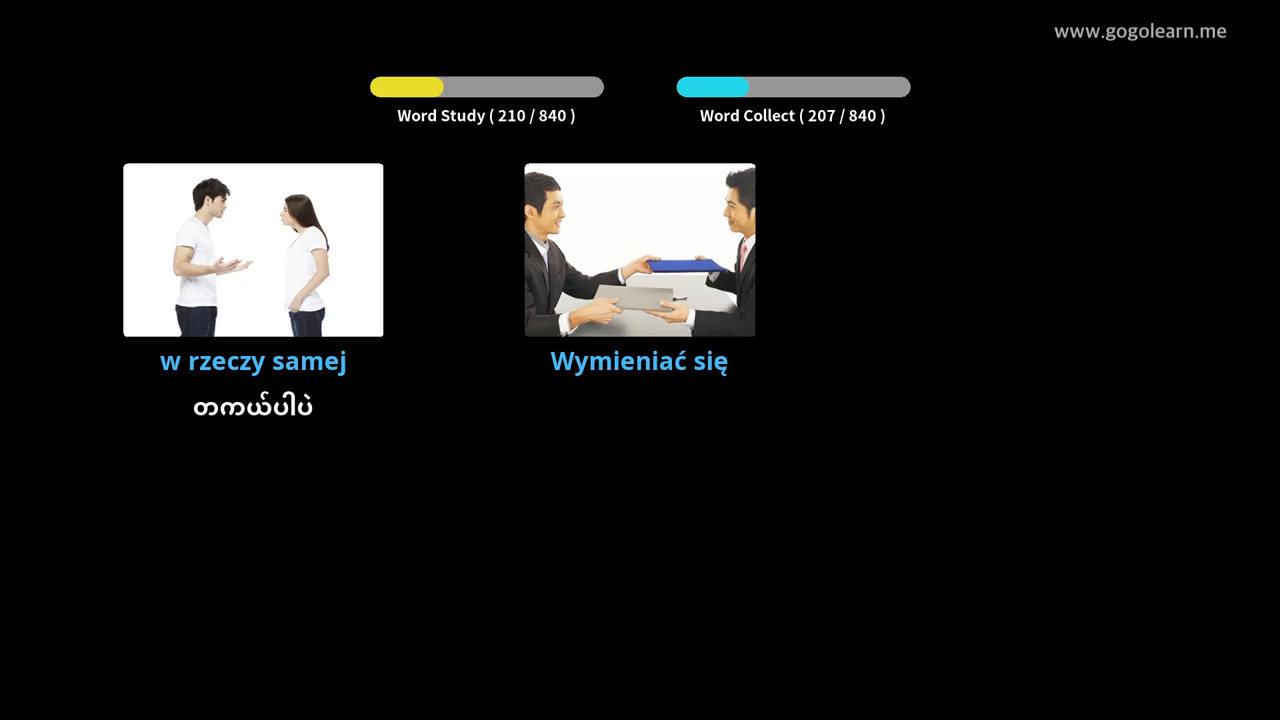 www.gogolearn.me
Word Study ( 210 / 840 )
Word Collect ( 207 / 840 )
w rzeczy samej
တကယ်ပါပဲ
Wymieniać się